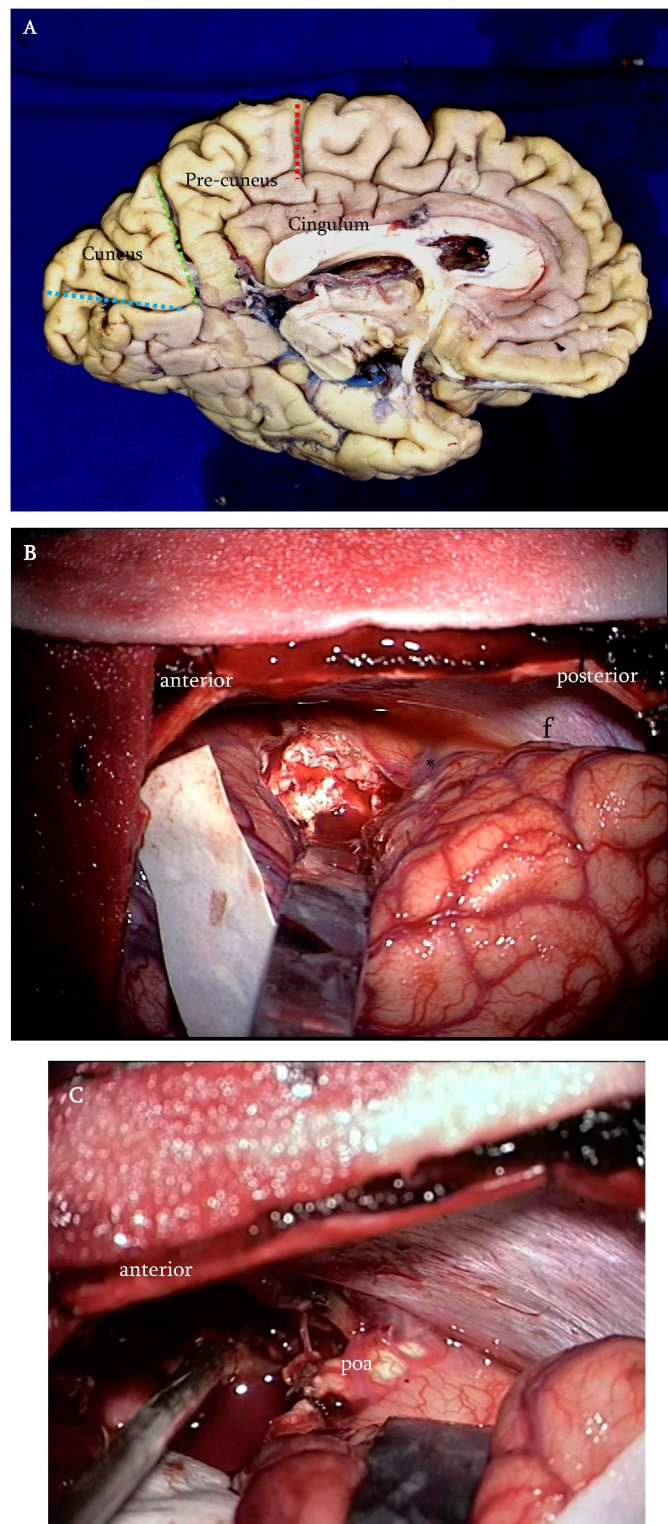 A
Pre-cuneus
Cingulum
Cuneus
B
anterior
posterior
f
*
C
anterior
poa